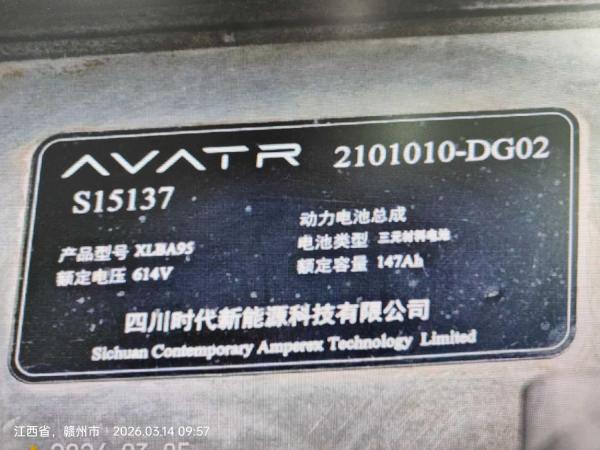 AVATR 2101010-DG02
S15137
动力电池总成
产品型号 XLBA95 电池类型 三元材料电池
额定电压 614V 额定容量 147Ah
四川时代新能源科技有限公司
Sichuan Contemporary Amperex Technology Limited
江西省，赣州市 · 2026.03.14 09:57